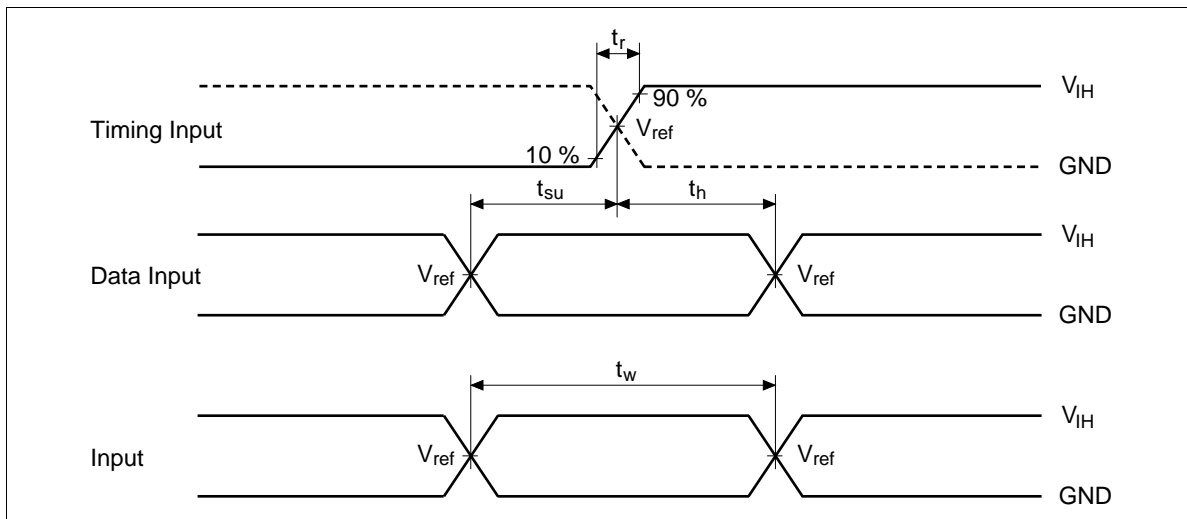 tr
VIH
90 %
Timing Input
Vref
10 %
GND
tsu
th
VIH
Data Input
Vref
Vref
GND
tw
VIH
Input
Vref
Vref
GND